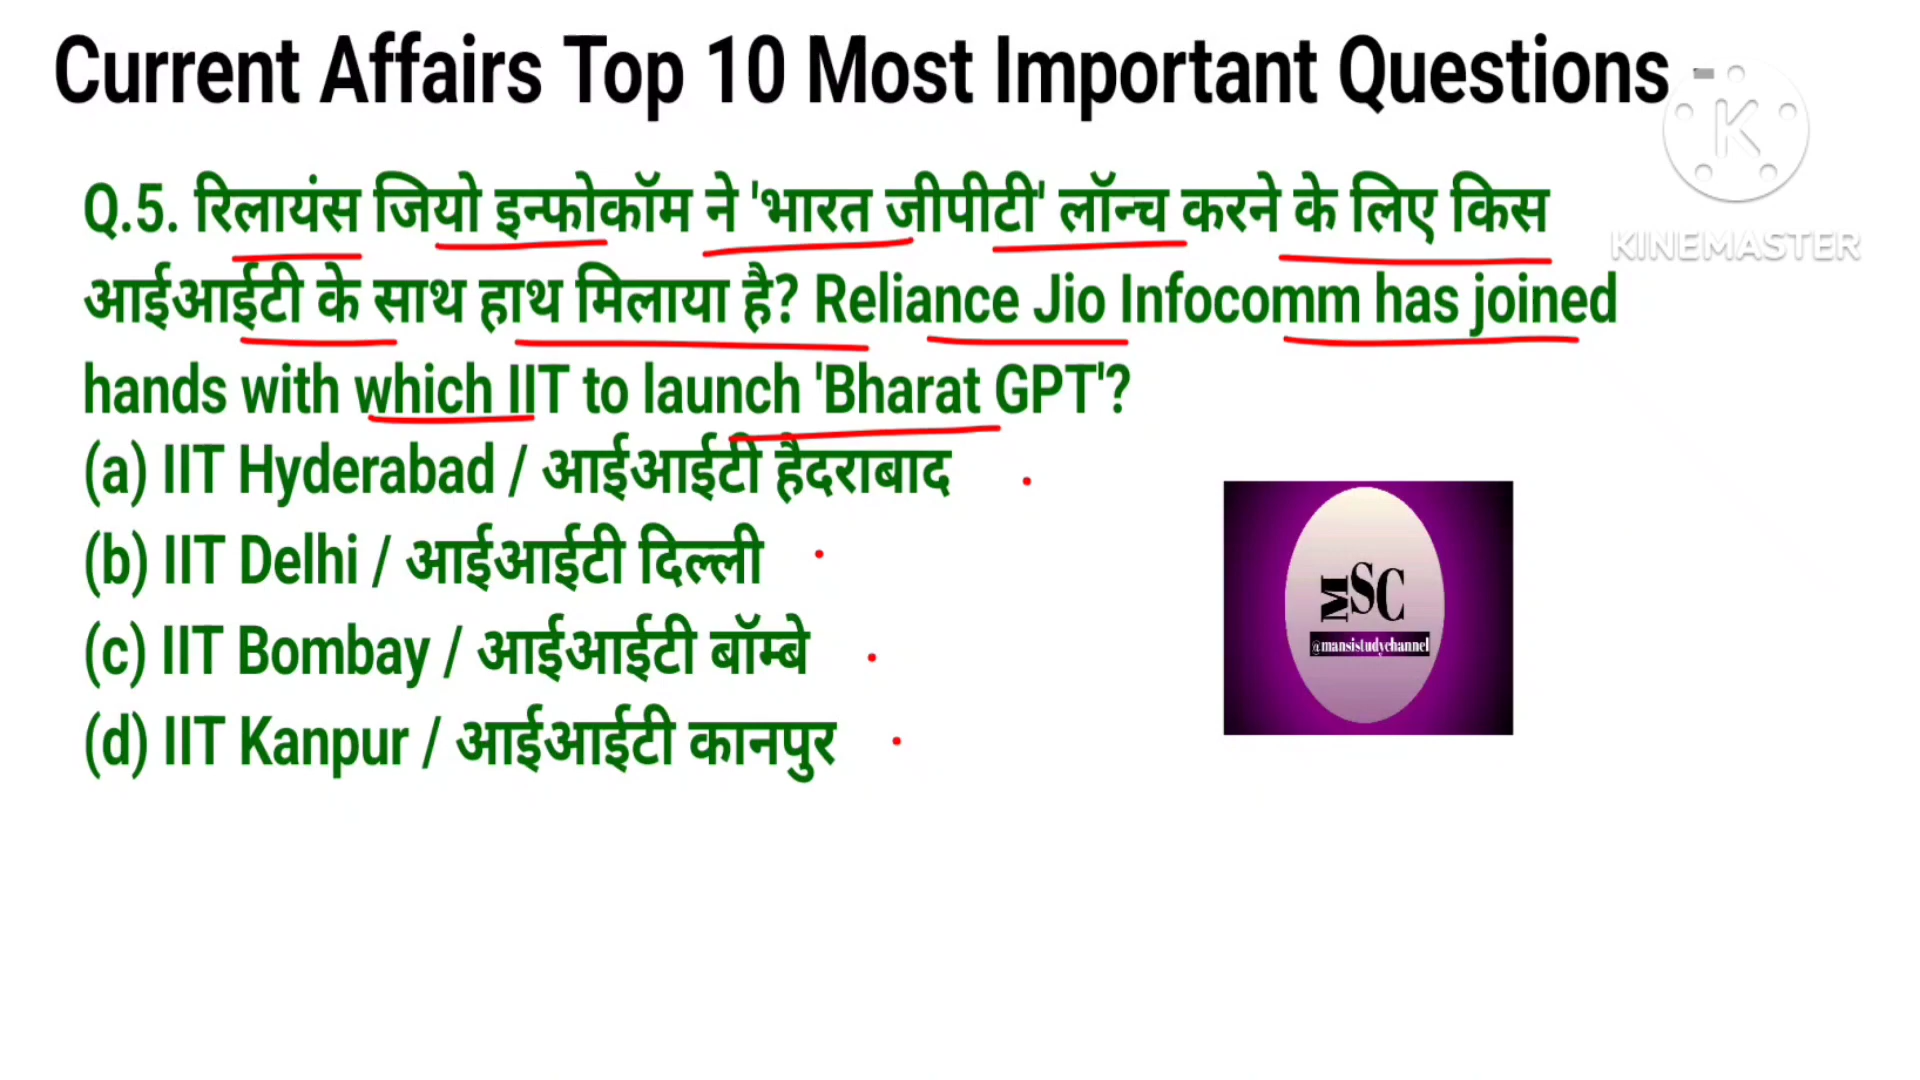 Current Affairs Top 10 Most Important Questions -
KINEMASTER
Q.5. रिलायंस जियो इन्फोकॉम ने 'भारत जीपीटी' लॉन्च करने के लिए किस
आईआईटी के साथ हाथ मिलाया है? Reliance Jio Infocomm has joined
hands with which IIT to launch 'Bharat GPT'?
(a) IIT Hyderabad / आईआईटी हैदराबाद
(b) IIT Delhi / आईआईटी दिल्ली
(c) IIT Bombay / आईआईटी बॉम्बे
(d) IIT Kanpur / आईआईटी कानपुर
MSC
@mansistudychannel